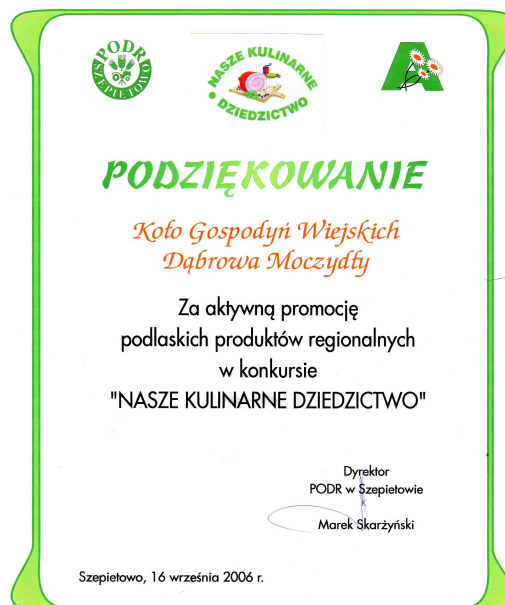 PODR
SZEPIETOWO
NASZE KULINARNE
DZIEDZICTWO
A
PODZIĘKOWANIE
Koło Gospodyń Wiejskich
Dąbrowa Moczydły
Za aktywną promocję
podlaskich produktów regionalnych
w konkursie
"NASZE KULINARNE DZIEDZICTWO"
Dyrektor
PODR w Szepietowie
Marek Skarżyński
Szepietowo, 16 września 2006 r.